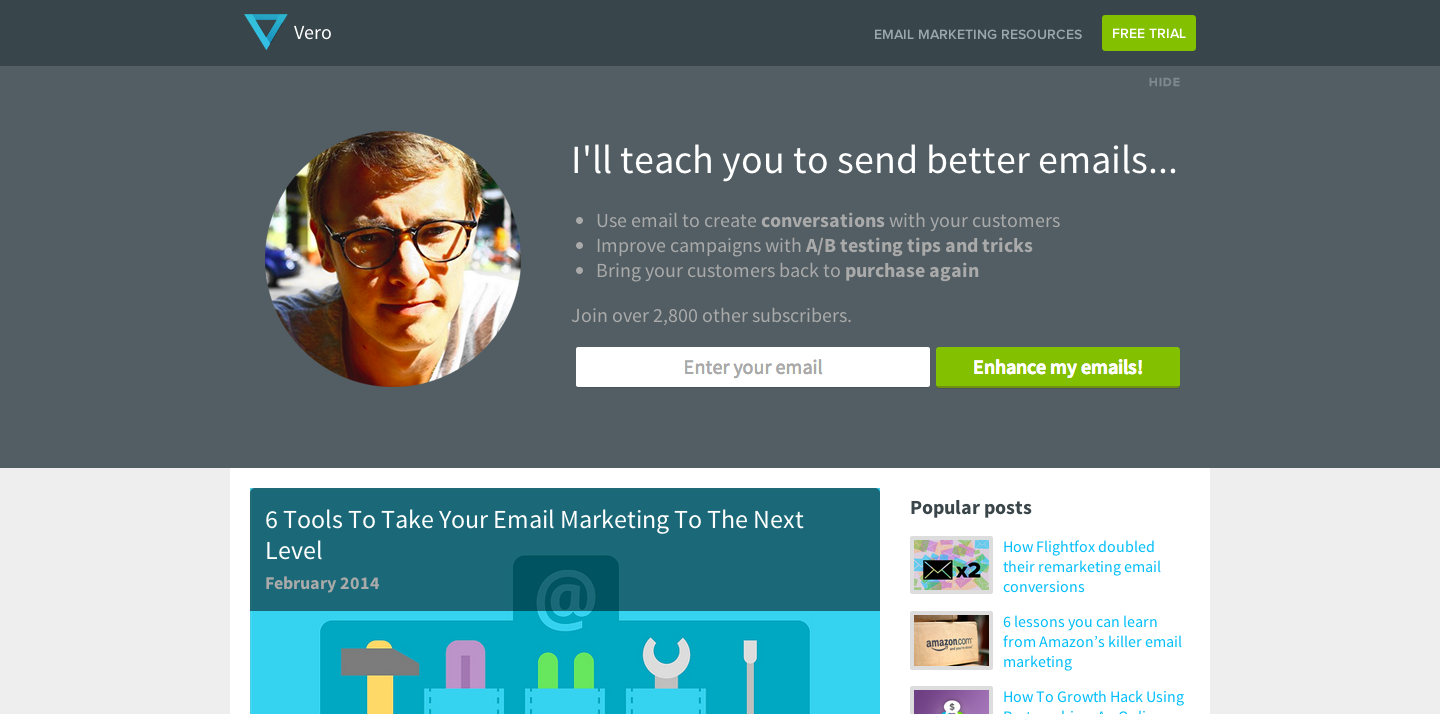 Vero
EMAIL MARKETING RESOURCES
FREE TRIAL
HIDE
I'll teach you to send better emails...
• Use email to create conversations with your customers
• Improve campaigns with A/B testing tips and tricks
• Bring your customers back to purchase again
Join over 2,800 other subscribers.
Enter your email
Enhance my emails!
6 Tools To Take Your Email Marketing To The Next
Level
February 2014
@
Popular posts
x2
How Flightfox doubled
their remarketing email
conversions
amazon.com
6 lessons you can learn
from Amazon’s killer email
marketing
$
How To Growth Hack Using